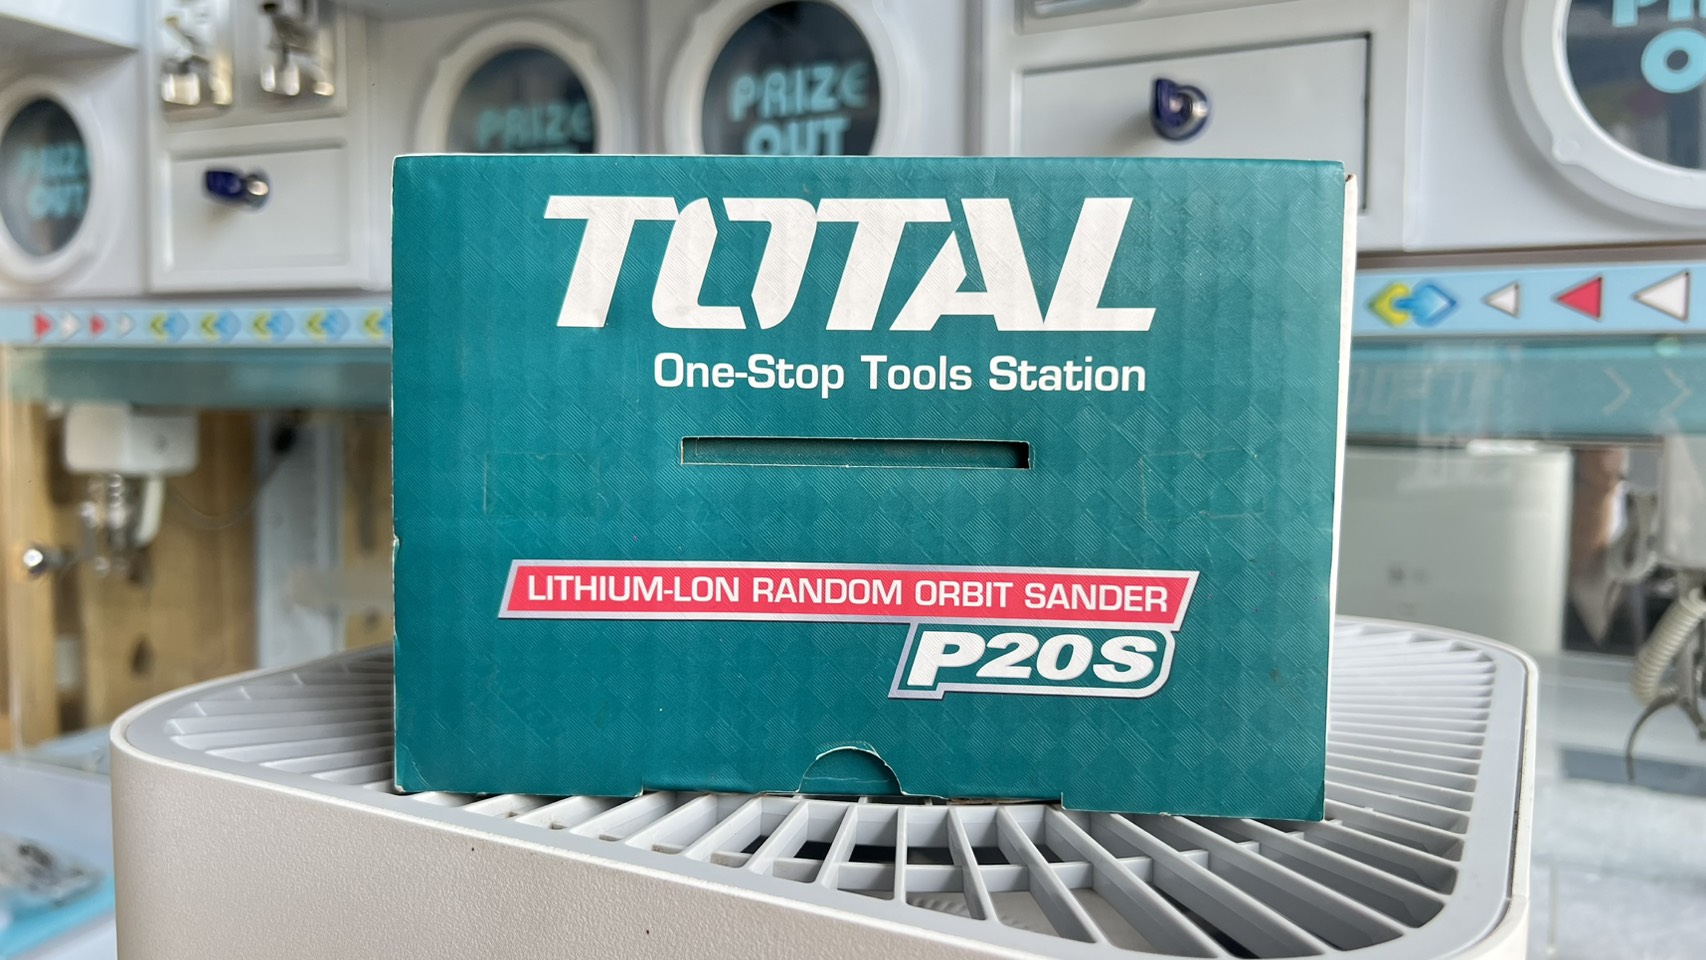 PRIZE
OUT
PRIZE
PRIZE
OUT
TOTAL
One-Stop Tools Station
LITHIUM-LON RANDOM ORBIT SANDER
P20S